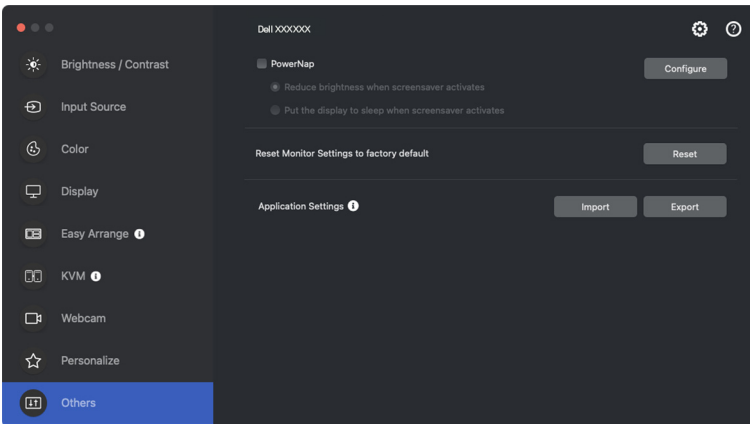 Dell XXXXXX
Brightness / Contrast
Input Source
Color
Display
Easy Arrange
KVM
Webcam
Personalize
Others
PowerNap
Configure
Reduce brightness when screensaver activates
Put the display to sleep when screensaver activates
Reset Monitor Settings to factory default
Reset
Application Settings
Import
Export